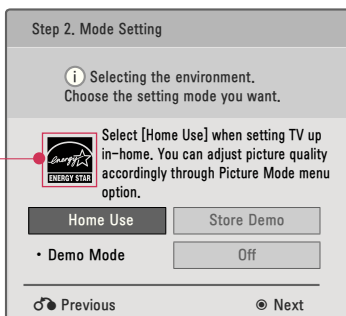 Step 2. Mode Setting
i Selecting the environment.
Choose the setting mode you want.
energy
ENERGY STAR
Select [Home Use] when setting TV up
in-home. You can adjust picture quality
accordingly through Picture Mode menu
option.
Home Use Store Demo
• Demo Mode Off
Previous Next